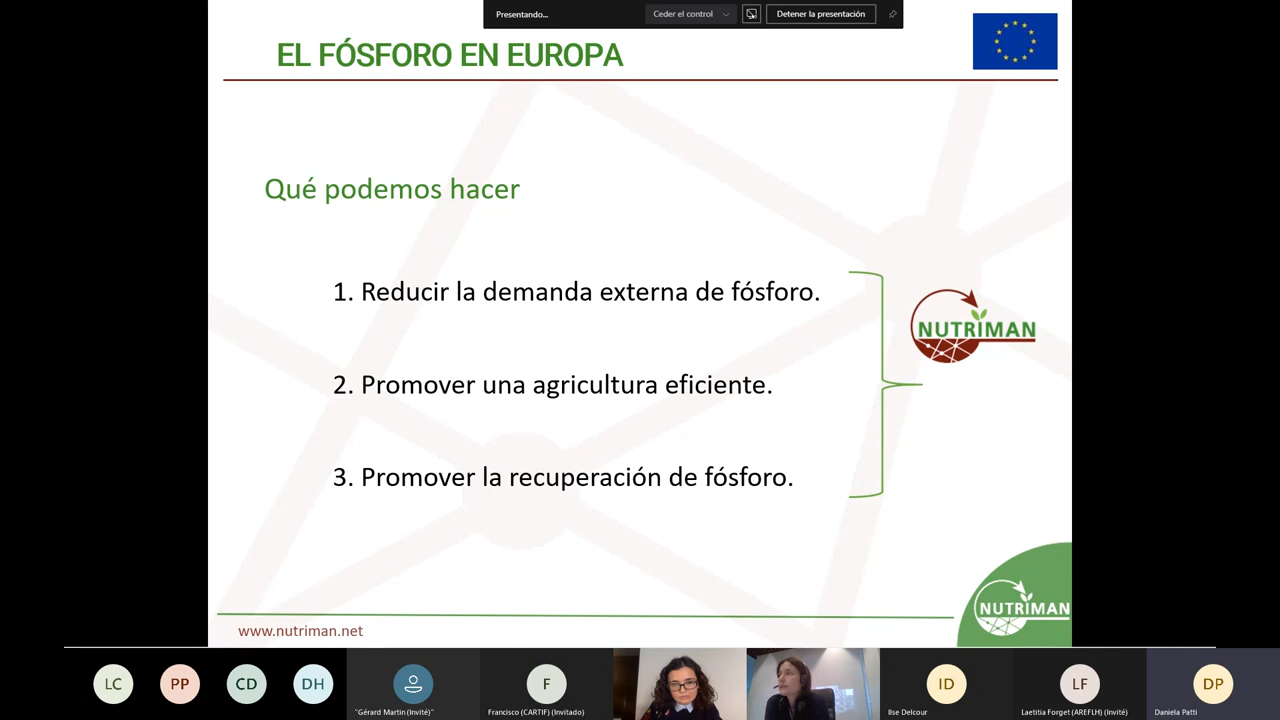 Presentando...
Ceder el control
Detener la presentación
EL FÓSFORO EN EUROPA
Qué podemos hacer
1. Reducir la demanda externa de fósforo.
NUTRIMAN
2. Promover una agricultura eficiente.
3. Promover la recuperación de fósforo.
NUTRIMAN
www.nutriman.net
LC
PP
CD
DH
F
ID
LF
DP
"Gérard Martin (Invité)"
Francisco (CARTIF) (Invitado)
Ilse Delcour
Laetitia Forget (AREFLH) (Invité)
Daniela Patti